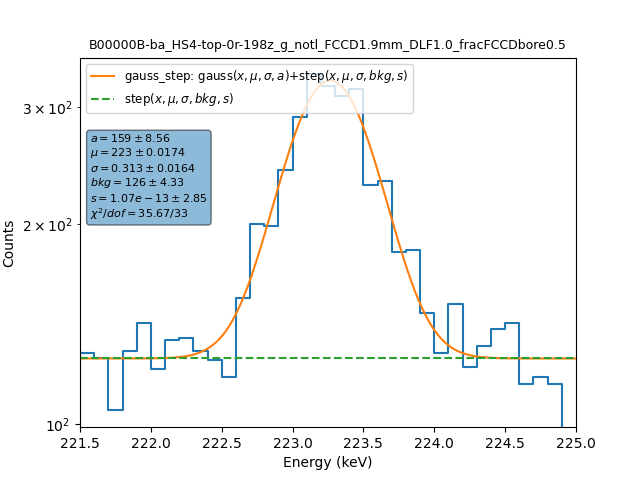 B00000B-ba_HS4-top-0r-198z_g_notl_FCCD1.9mm_DLF1.0_fracFCCDbore0.5
gauss_step: gauss(x, μ, σ, a)+step(x, μ, σ, bkg, s)
step(x, μ, σ, bkg, s)
a = 159 ± 8.56
μ = 223 ± 0.0174
σ = 0.313 ± 0.0164
bkg = 126 ± 4.33
s = 1.07e − 13 ± 2.85
χ²/dof = 35.67/33
3 × 10²
2 × 10²
10²
Counts
221.5 222.0 222.5 223.0 223.5 224.0 224.5 225.0
Energy (keV)